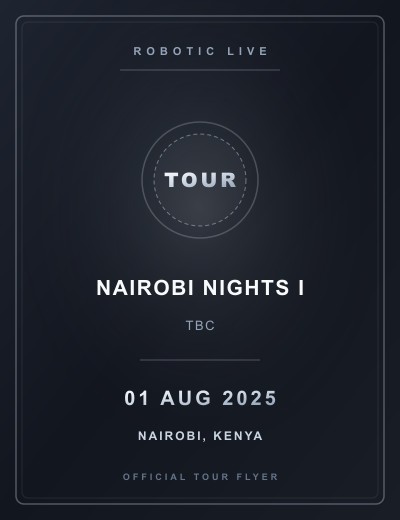 ROBOTIC LIVE
TOUR
NAIROBI NIGHTS I
TBC
01 AUG 2025
NAIROBI, KENYA
OFFICIAL TOUR FLYER